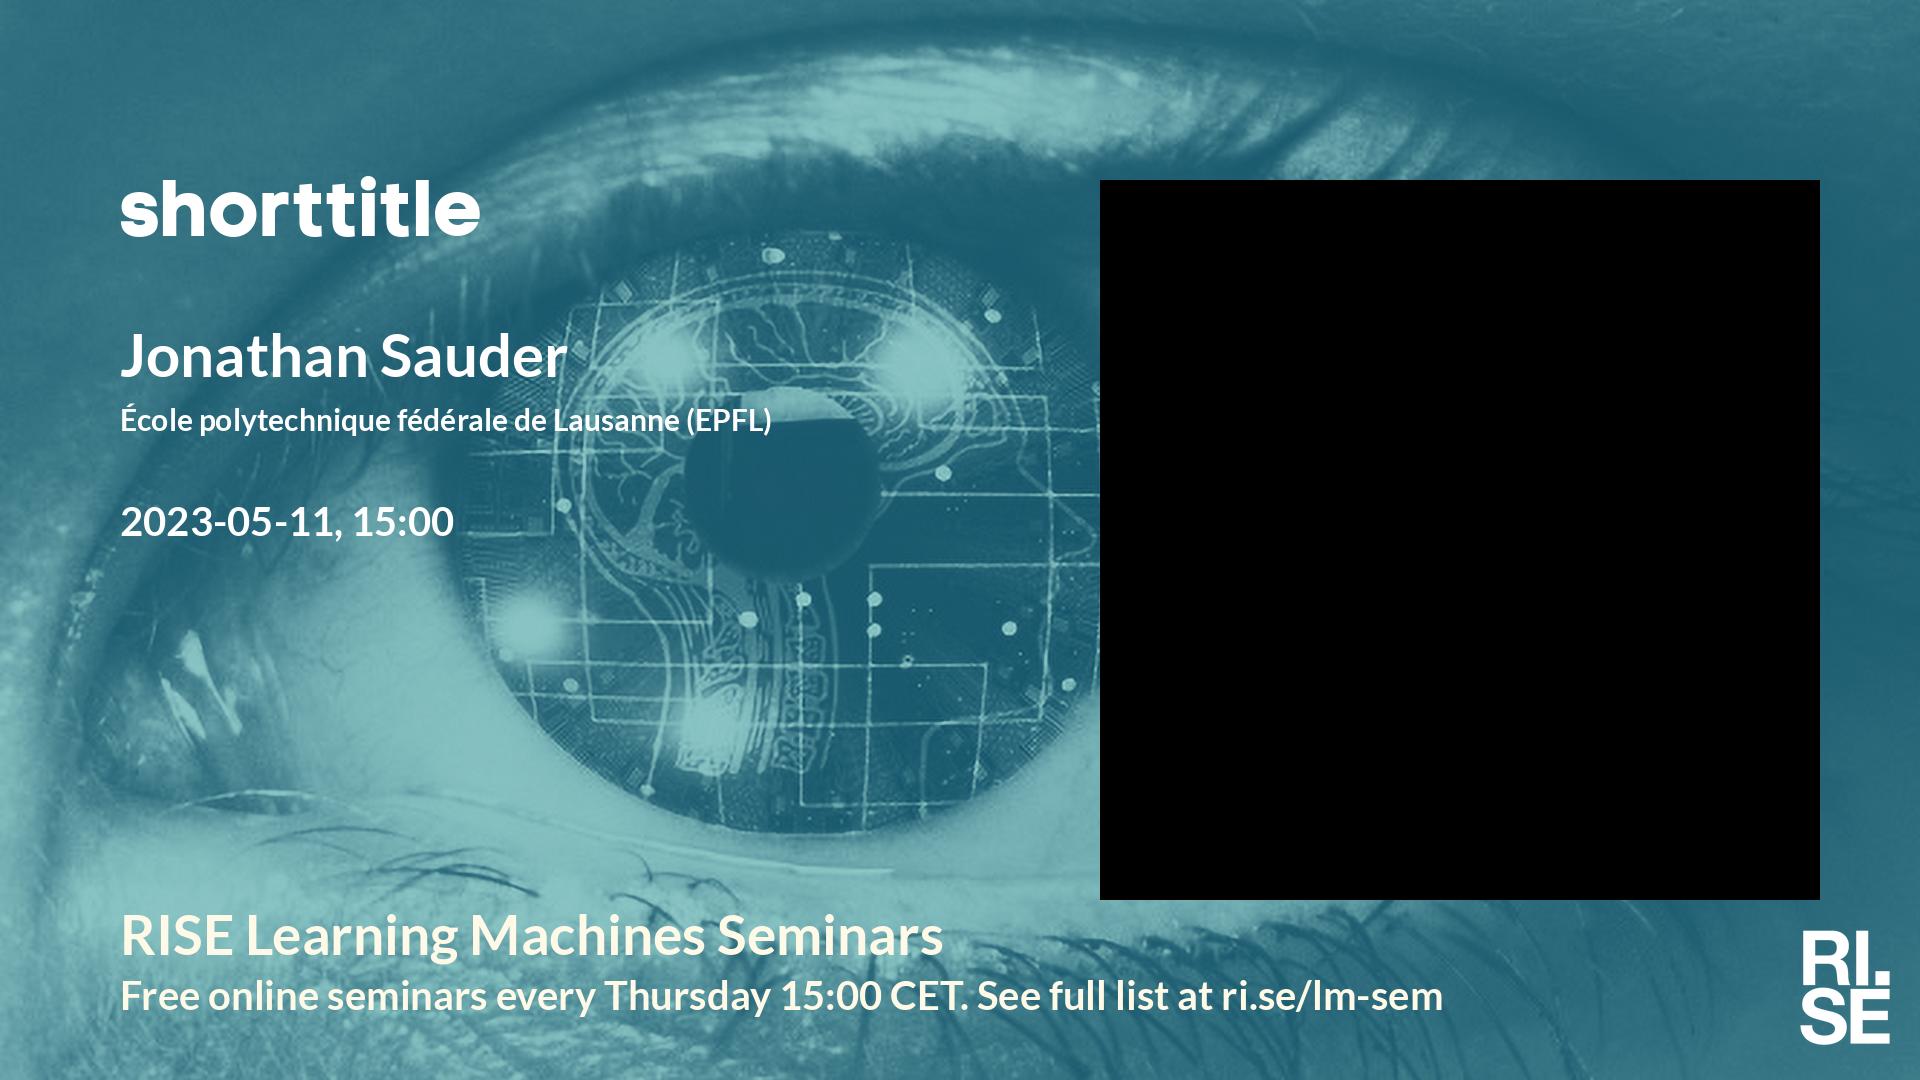 shorttitle
Jonathan Sauder
École polytechnique fédérale de Lausanne (EPFL)
2023-05-11, 15:00
RISE Learning Machines Seminars
Free online seminars every Thursday 15:00 CET. See full list at ri.se/lm-sem
RI.
SE